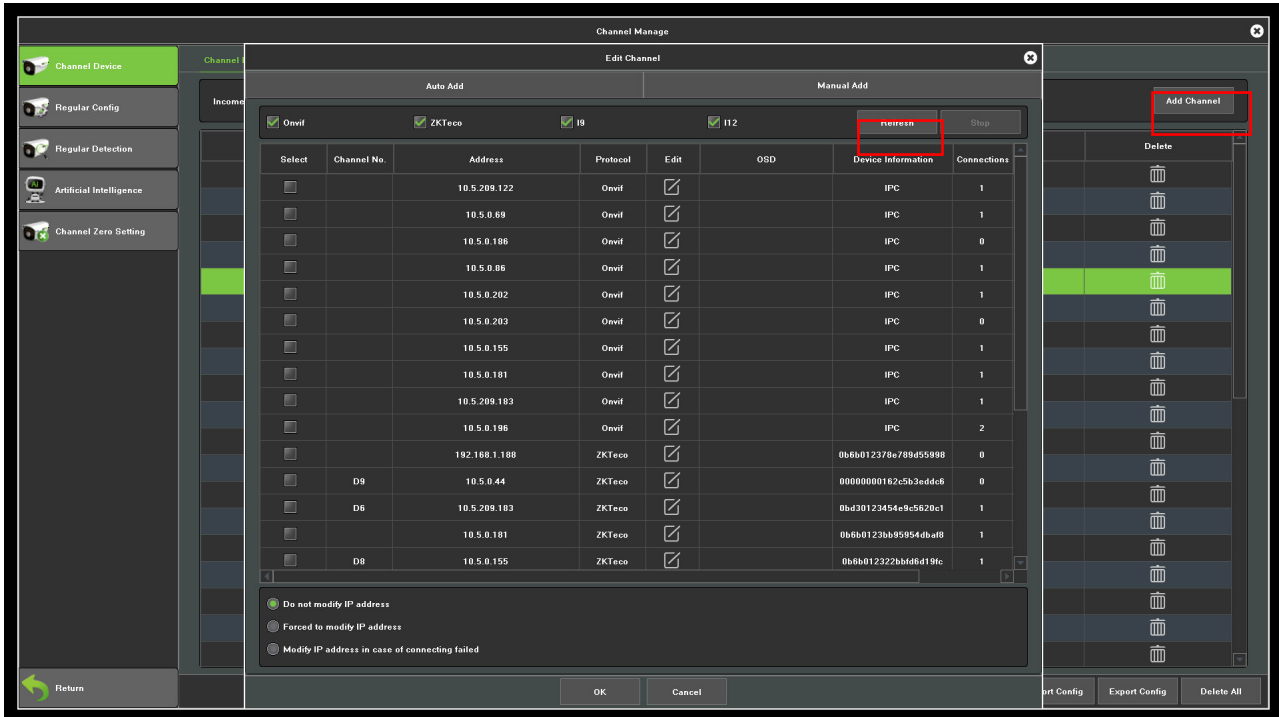 Channel Manage
Channel Device
Regular Config
Regular Detection
AI Artificial Intelligence
Channel Zero Setting
Return
Channel
Income
Add Channel
Delete
Edit Channel
Auto Add Manual Add
Onvif ZKTeco I9 I12 Refresh Stop
Select Channel No. Address Protocol Edit OSD Device Information Connections
10.5.209.122 Onvif IPC 1
10.5.0.69 Onvif IPC 1
10.5.0.186 Onvif IPC 0
10.5.0.86 Onvif IPC 1
10.5.0.202 Onvif IPC 1
10.5.0.203 Onvif IPC 0
10.5.0.155 Onvif IPC 1
10.5.0.181 Onvif IPC 1
10.5.209.183 Onvif IPC 1
10.5.0.196 Onvif IPC 2
192.168.1.188 ZKTeco 0b6b012378e789d55998 0
D9 10.5.0.44 ZKTeco 00000000162c5b3eddc6 0
D6 10.5.209.183 ZKTeco 0bd30123454e9c5620c1 1
10.5.0.181 ZKTeco 0b6b0123bb95954dbaf8 1
D8 10.5.0.155 ZKTeco 0b6b012322bbfd6d19fc 1
Do not modify IP address
Forced to modify IP address
Modify IP address in case of connecting failed
OK Cancel
ort Config Export Config Delete All